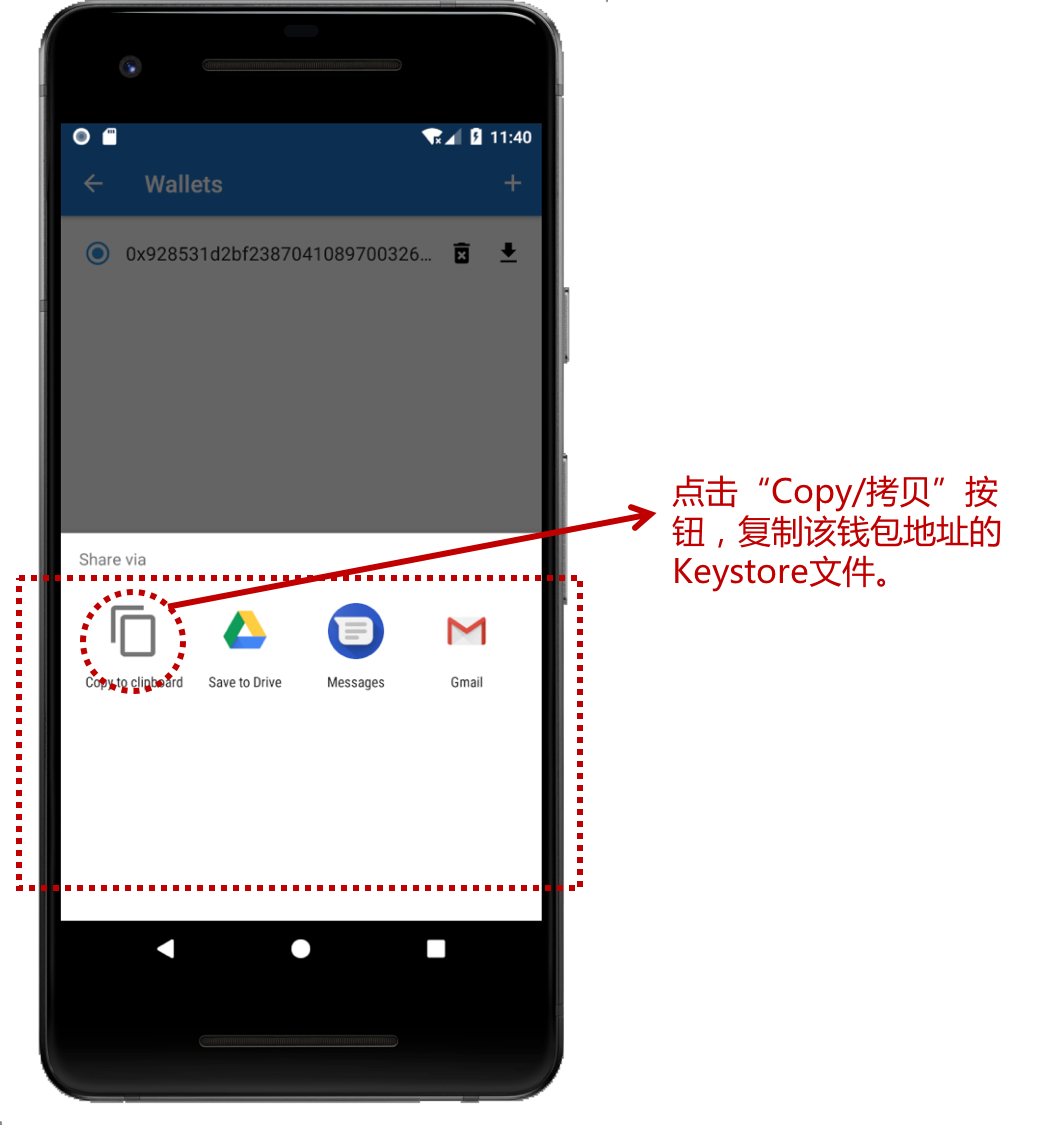 11:40
Wallets
0x928531d2bf2387041089700326...
Share via
Copy to clipboard
Save to Drive
Messages
Gmail
点击“Copy/拷贝”按
钮，复制该钱包地址的
Keystore文件。